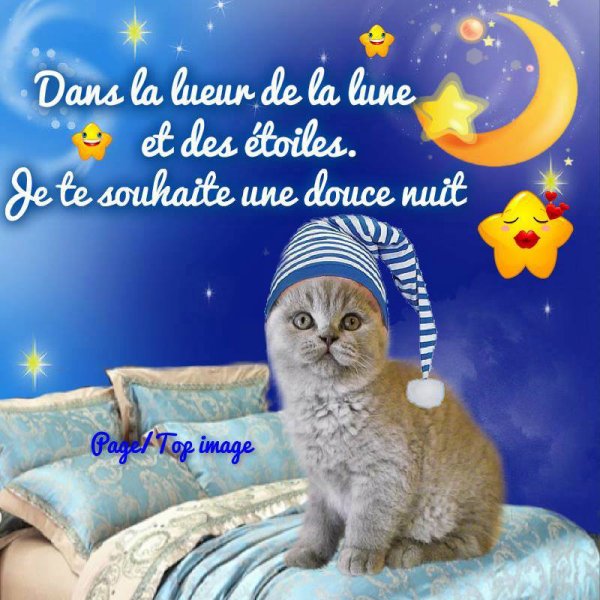 Dans la lueur de la lune
et des étoiles.
Je te souhaite une douce nuit
Page/Top image